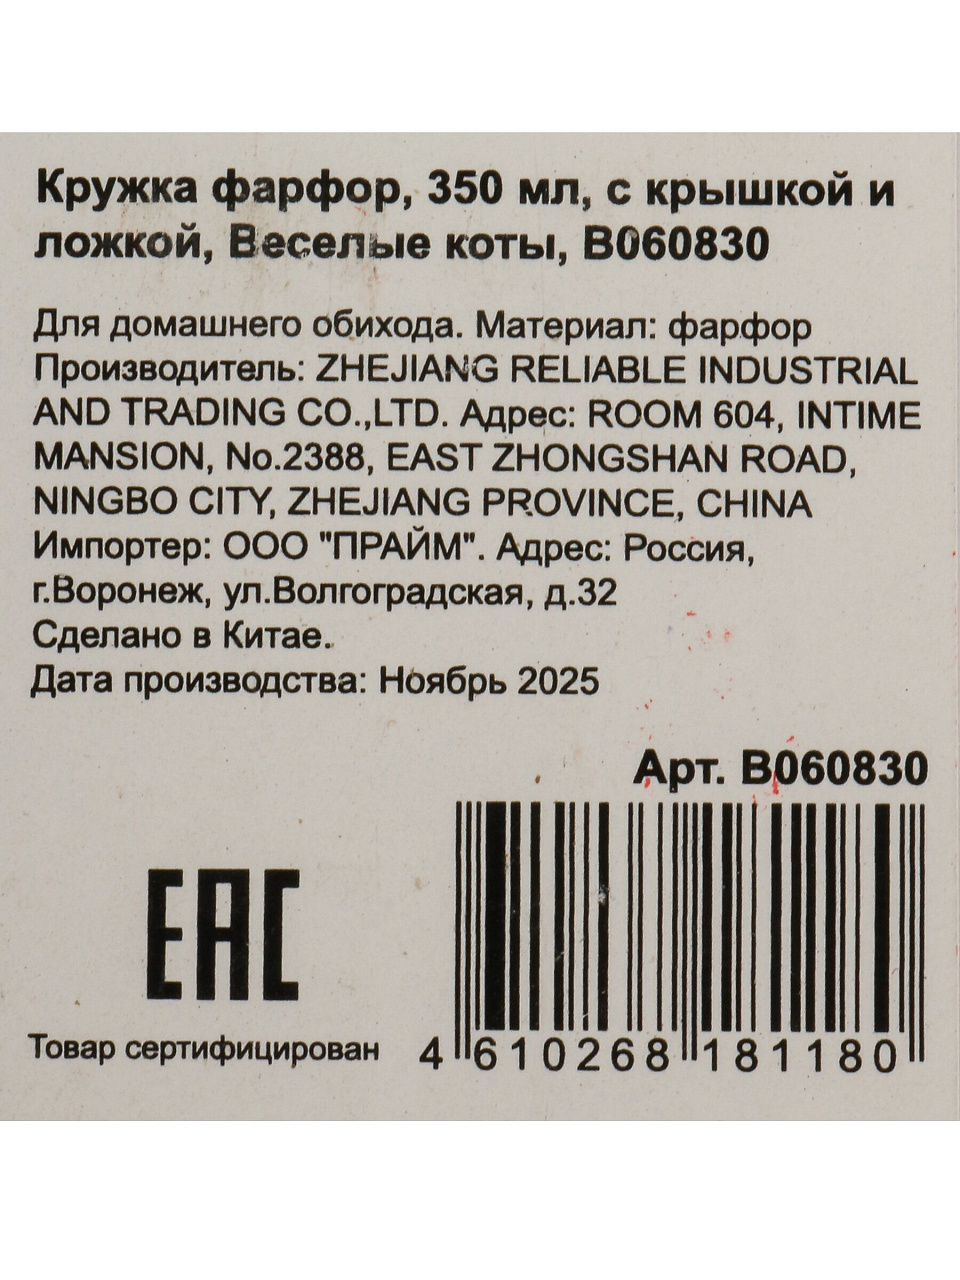 Кружка фарфор, 350 мл, с крышкой и
ложкой, Веселые коты, B060830
Для домашнего обихода. Материал: фарфор
Производитель: ZHEJIANG RELIABLE INDUSTRIAL
AND TRADING CO.,LTD. Адрес: ROOM 604, INTIME
MANSION, No.2388, EAST ZHONGSHAN ROAD,
NINGBO CITY, ZHEJIANG PROVINCE, CHINA
Импортер: ООО "ПРАЙМ". Адрес: Россия,
г.Воронеж, ул.Волгоградская, д.32
Сделано в Китае.
Дата производства: Ноябрь 2025
Арт. B060830
EAC
Товар сертифицирован
4 610268 181180